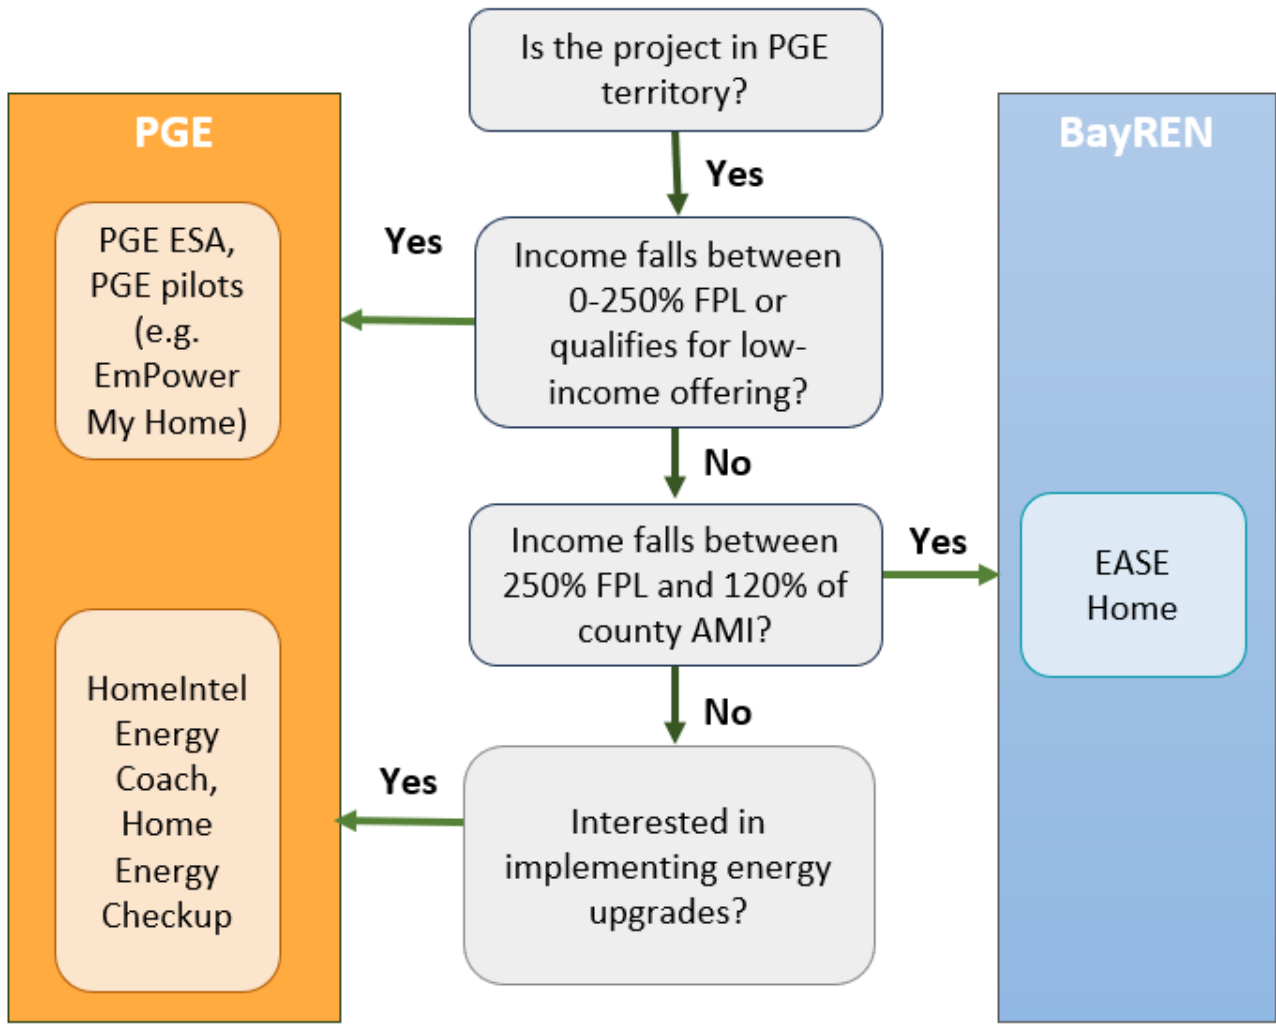 Is the project in PGE
territory?
Yes
PGE
PGE ESA,
PGE pilots
(e.g.
EmPower
My Home)
Yes
Income falls between
0-250% FPL or
qualifies for low-
income offering?
No
Income falls between
250% FPL and 120% of
county AMI?
Yes
BayREN
EASE
Home
No
Interested in
implementing energy
upgrades?
Yes
HomeIntel
Energy
Coach,
Home
Energy
Checkup